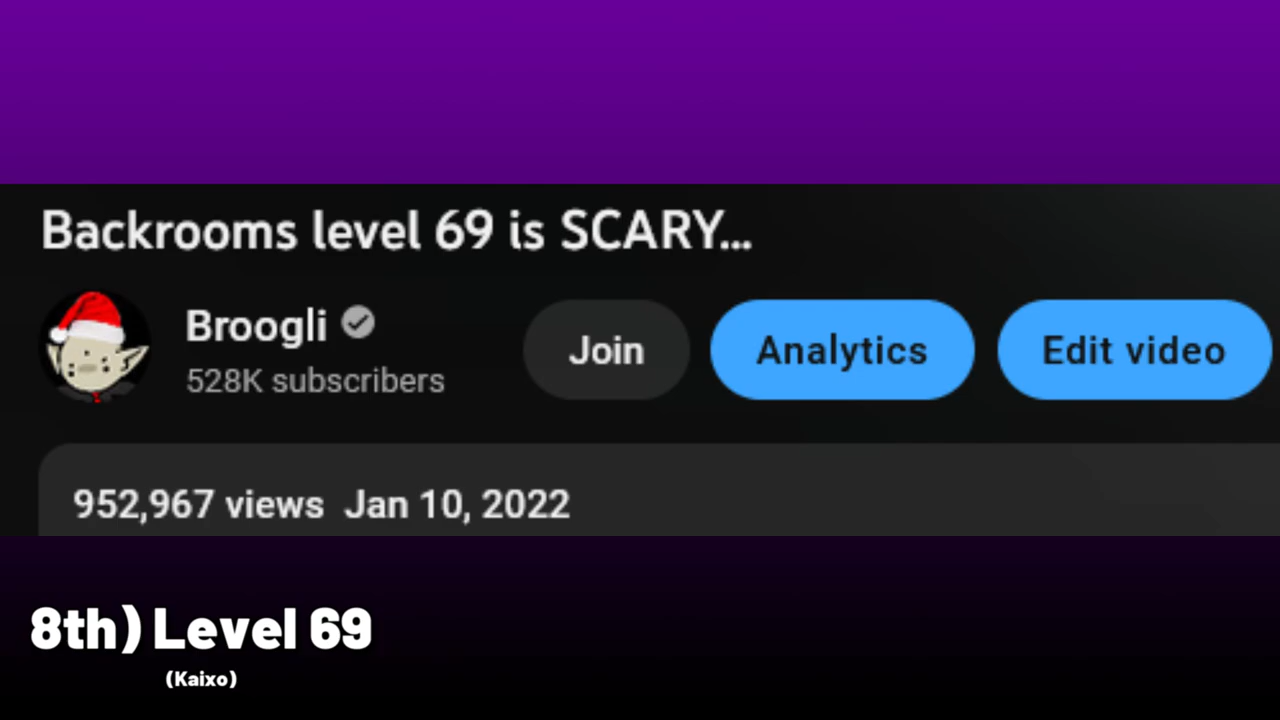 Backrooms level 69 is SCARY...
Broogli
528K subscribers
Join
Analytics
Edit video
952,967 views Jan 10, 2022
8th) Level 69
(Kaixo)